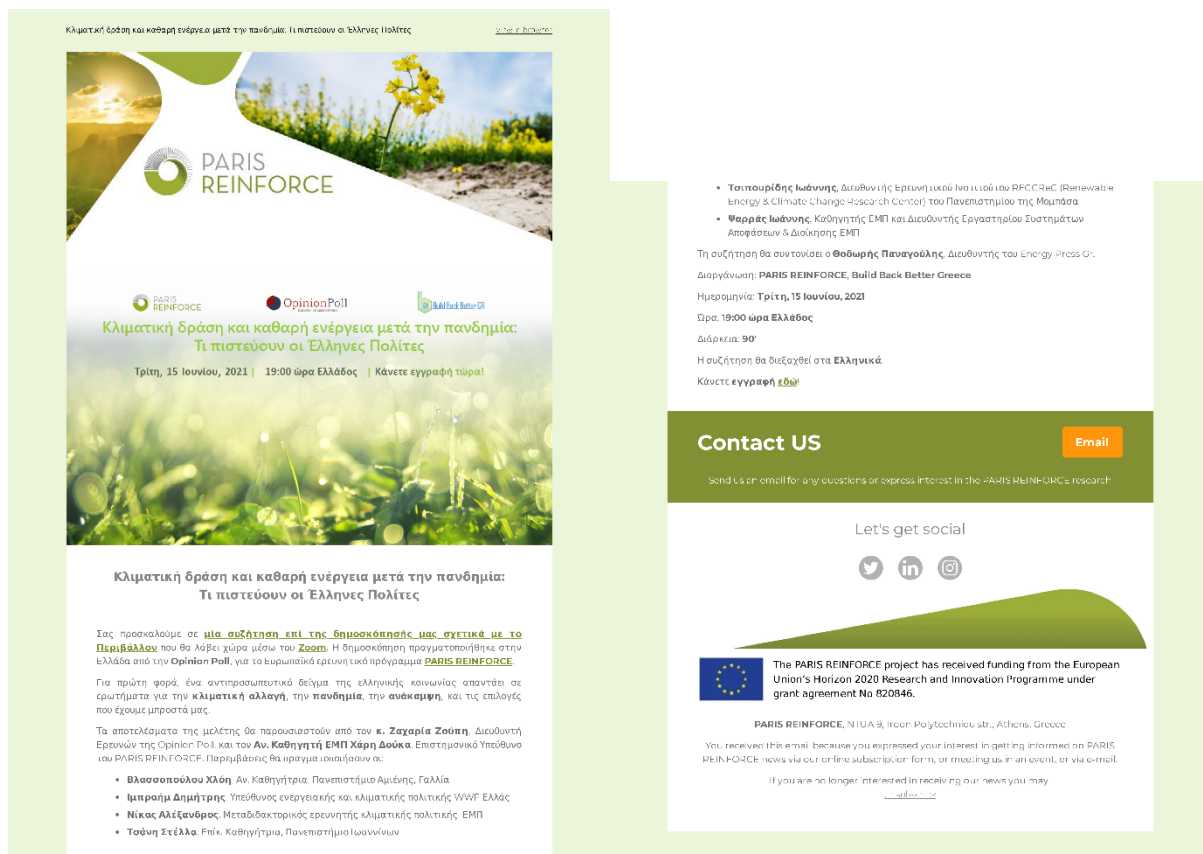 Κλιματική δράση και καθαρή ενέργεια μετά την πανδημία: Τι πιστεύουν οι Έλληνες Πολίτες
view in browser
PARIS
REINFORCE
PARIS
REINFORCE
OpinionPoll
Build Back Better GR
Κλιματική δράση και καθαρή ενέργεια μετά την πανδημία:
Τι πιστεύουν οι Έλληνες Πολίτες
Τρίτη, 15 Ιουνίου, 2021 | 19:00 ώρα Ελλάδος | Κάνετε εγγραφή τώρα!
Κλιματική δράση και καθαρή ενέργεια μετά την πανδημία:
Τι πιστεύουν οι Έλληνες Πολίτες
Σας προσκαλούμε σε μία συζήτηση επί της δημοσκόπησής μας σχετικά με το
Περιβάλλον που θα λάβει χώρα μέσω του Zoom. Η δημοσκόπηση πραγματοποιήθηκε στην
Ελλάδα από την Opinion Poll, για το Ευρωπαϊκό ερευνητικό πρόγραμμα PARIS REINFORCE.
Για πρώτη φορά, ένα αντιπροσωπευτικό δείγμα της ελληνικής κοινωνίας απαντάει σε
ερωτήματα για την κλιματική αλλαγή, την πανδημία, την ανάκαμψη, και τις επιλογές
που έχουμε μπροστά μας.
Τα αποτελέσματα της μελέτης θα παρουσιαστούν από τον κ. Ζαχαρία Ζούπη, Διευθυντή
Ερευνών της Opinion Poll, και τον Αν. Καθηγητή ΕΜΠ Χάρη Δούκα, Επιστημονικό Υπεύθυνο
του PARIS REINFORCE. Παρεμβάσεις θα πραγματοποιήσουν οι:
• Βλασσοπούλου Χλόη, Αν. Καθηγήτρια, Πανεπιστήμιο Αμιένης, Γαλλία
• Ιμπραήμ Δημήτρης, Υπεύθυνος ενεργειακής και κλιματικής πολιτικής WWF Ελλάς
• Νίκας Αλέξανδρος, Μεταδιδακτορικός ερευνητής κλιματικής πολιτικής, ΕΜΠ
• Τσάνη Στέλλα, Επίκ. Καθηγήτρια, Πανεπιστήμιο Ιωαννίνων
• Τσιπουρίδης Ιωάννης, Διευθυντής Ερευνητικού Ινστιτούτου RECCReC (Renewable
Energy & Climate Change Research Center) του Πανεπιστημίου της Μομπάσα
• Ψαρράς Ιωάννης, Καθηγητής ΕΜΠ και Διευθυντής Εργαστηρίου Συστημάτων
Αποφάσεων & Διοίκησης ΕΜΠ
Τη συζήτηση θα συντονίσει ο Θοδωρής Παναγούλης, Διευθυντής του Energy Press Gr.
Διοργάνωση: PARIS REINFORCE, Build Back Better Greece
Ημερομηνία: Τρίτη, 15 Ιουνίου, 2021
Ώρα: 19:00 ώρα Ελλάδος
Διάρκεια: 90'
Η συζήτηση θα διεξαχθεί στα Ελληνικά.
Κάνετε εγγραφή εδώ!
Contact US
Email
Send us an email for any questions or express interest in the PARIS REINFORCE research
Let's get social
The PARIS REINFORCE project has received funding from the European
Union's Horizon 2020 Research and Innovation Programme under
grant agreement No 820846.
PARIS REINFORCE, NTUA 9, Iroon Polytechniou str., Athens, Greece
You received this email because you expressed your interest in getting informed on PARIS
REINFORCE news via our online subscription form, or meeting us in an event, or via e-mail.
If you are no longer interested in receiving our news you may
unsubscribe